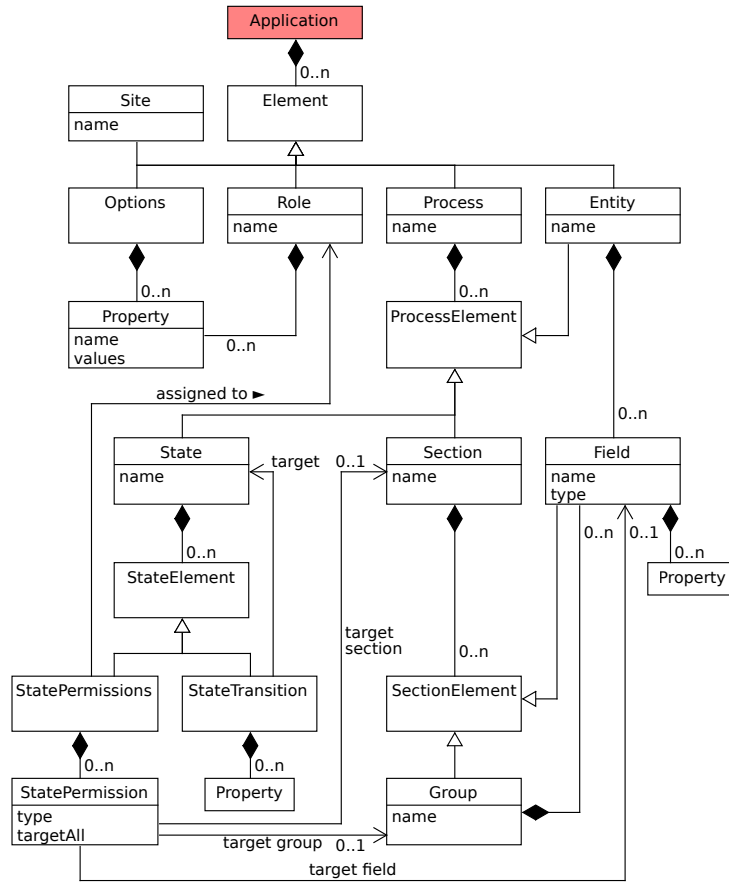 Application
0..n
Site
name
Element
Options
Role
name
Process
name
Entity
name
0..n
0..n
Property
name
values
0..n
ProcessElement
assigned to ►
0..n
State
name
target
0..1
Section
name
Field
name
type
0..n
0..n
0..1
0..n
StateElement
Property
target
section
0..n
StatePermissions
StateTransition
SectionElement
0..n
0..n
StatePermission
type
targetAll
Property
Group
name
target group
0..1
target field